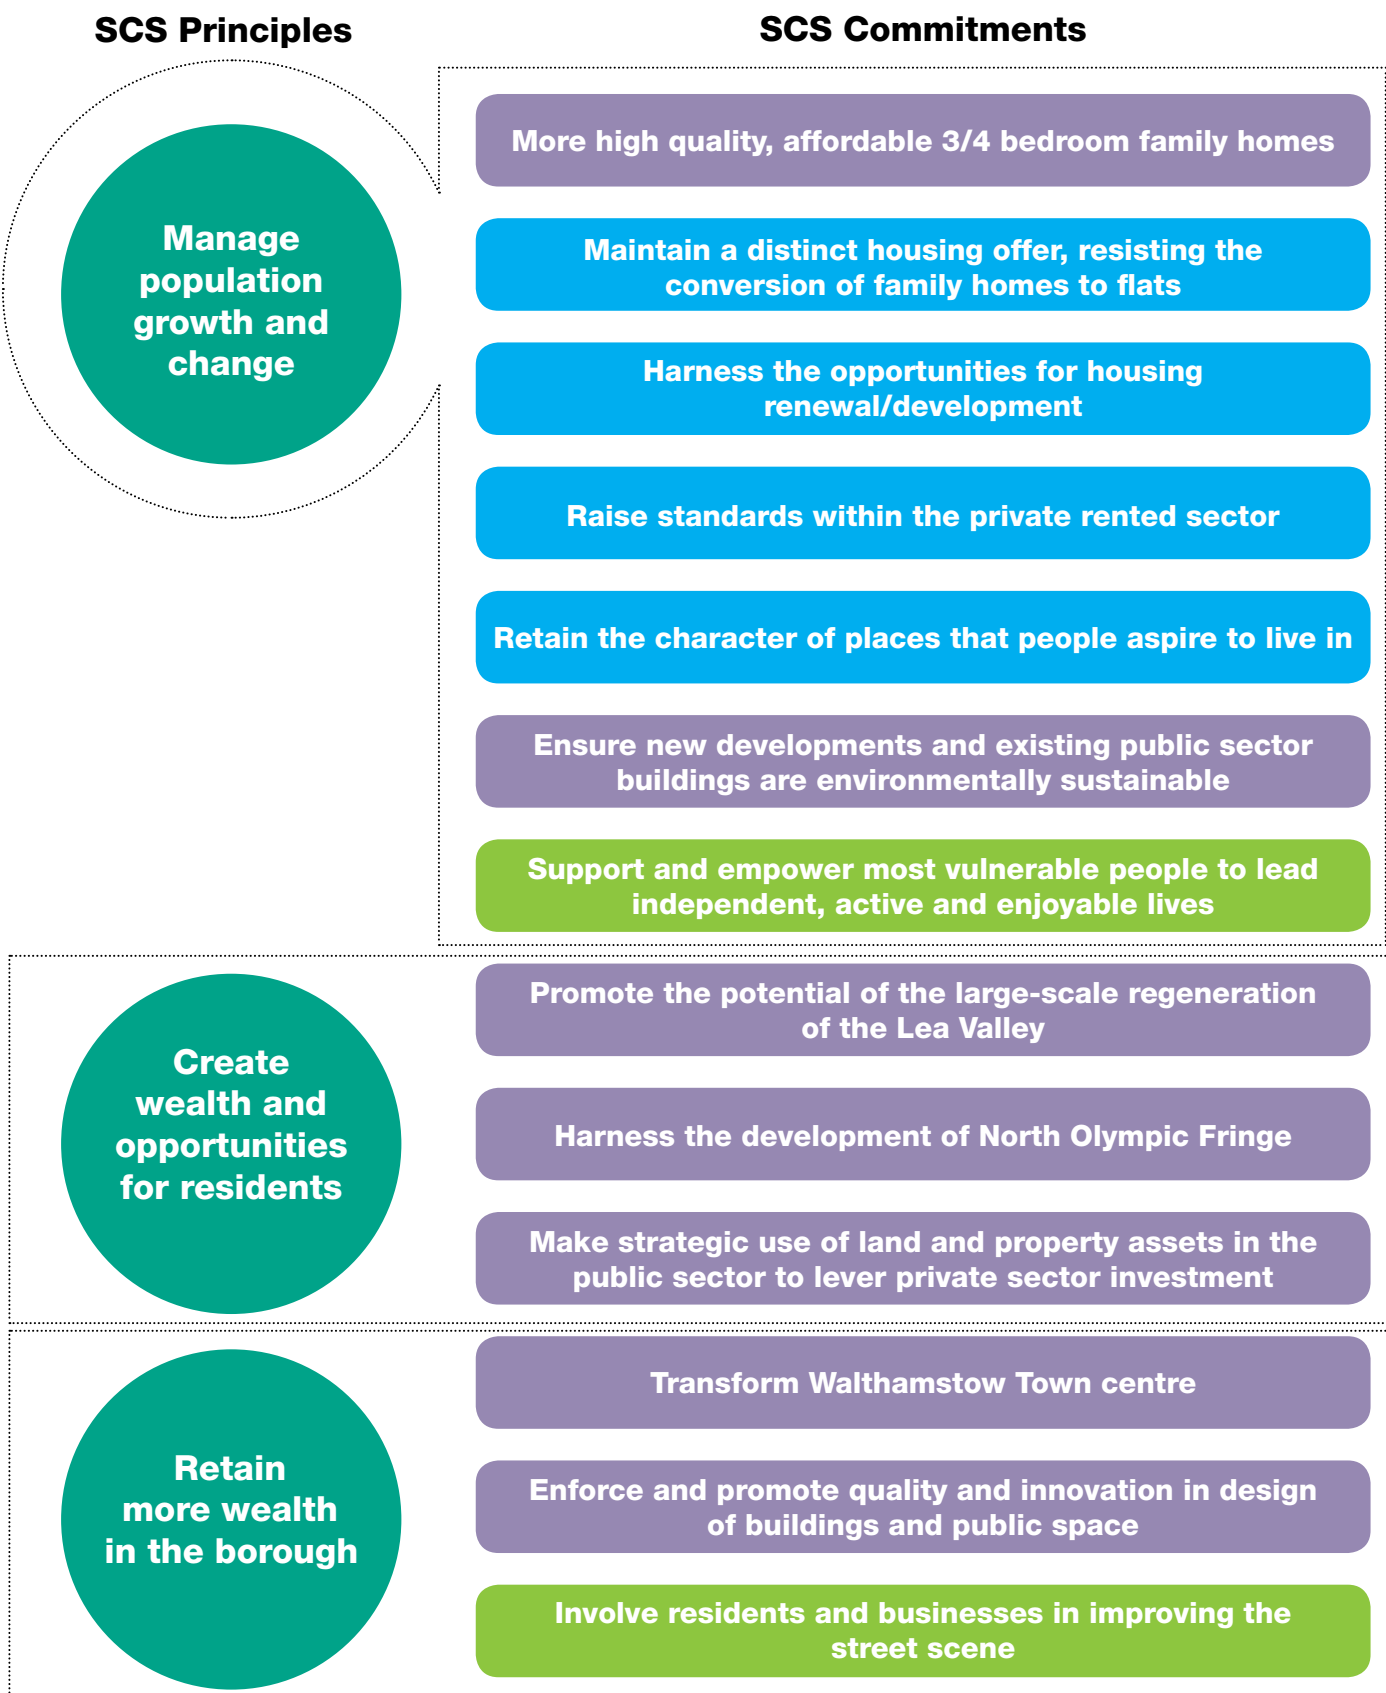 SCS Principles
SCS Commitments
Manage
population
growth and
change
More high quality, affordable 3/4 bedroom family homes
Maintain a distinct housing offer, resisting the
conversion of family homes to flats
Harness the opportunities for housing
renewal/development
Raise standards within the private rented sector
Retain the character of places that people aspire to live in
Ensure new developments and existing public sector
buildings are environmentally sustainable
Support and empower most vulnerable people to lead
independent, active and enjoyable lives
Create
wealth and
opportunities
for residents
Promote the potential of the large-scale regeneration
of the Lea Valley
Harness the development of North Olympic Fringe
Make strategic use of land and property assets in the
public sector to lever private sector investment
Retain
more wealth
in the borough
Transform Walthamstow Town centre
Enforce and promote quality and innovation in design
of buildings and public space
Involve residents and businesses in improving the
street scene